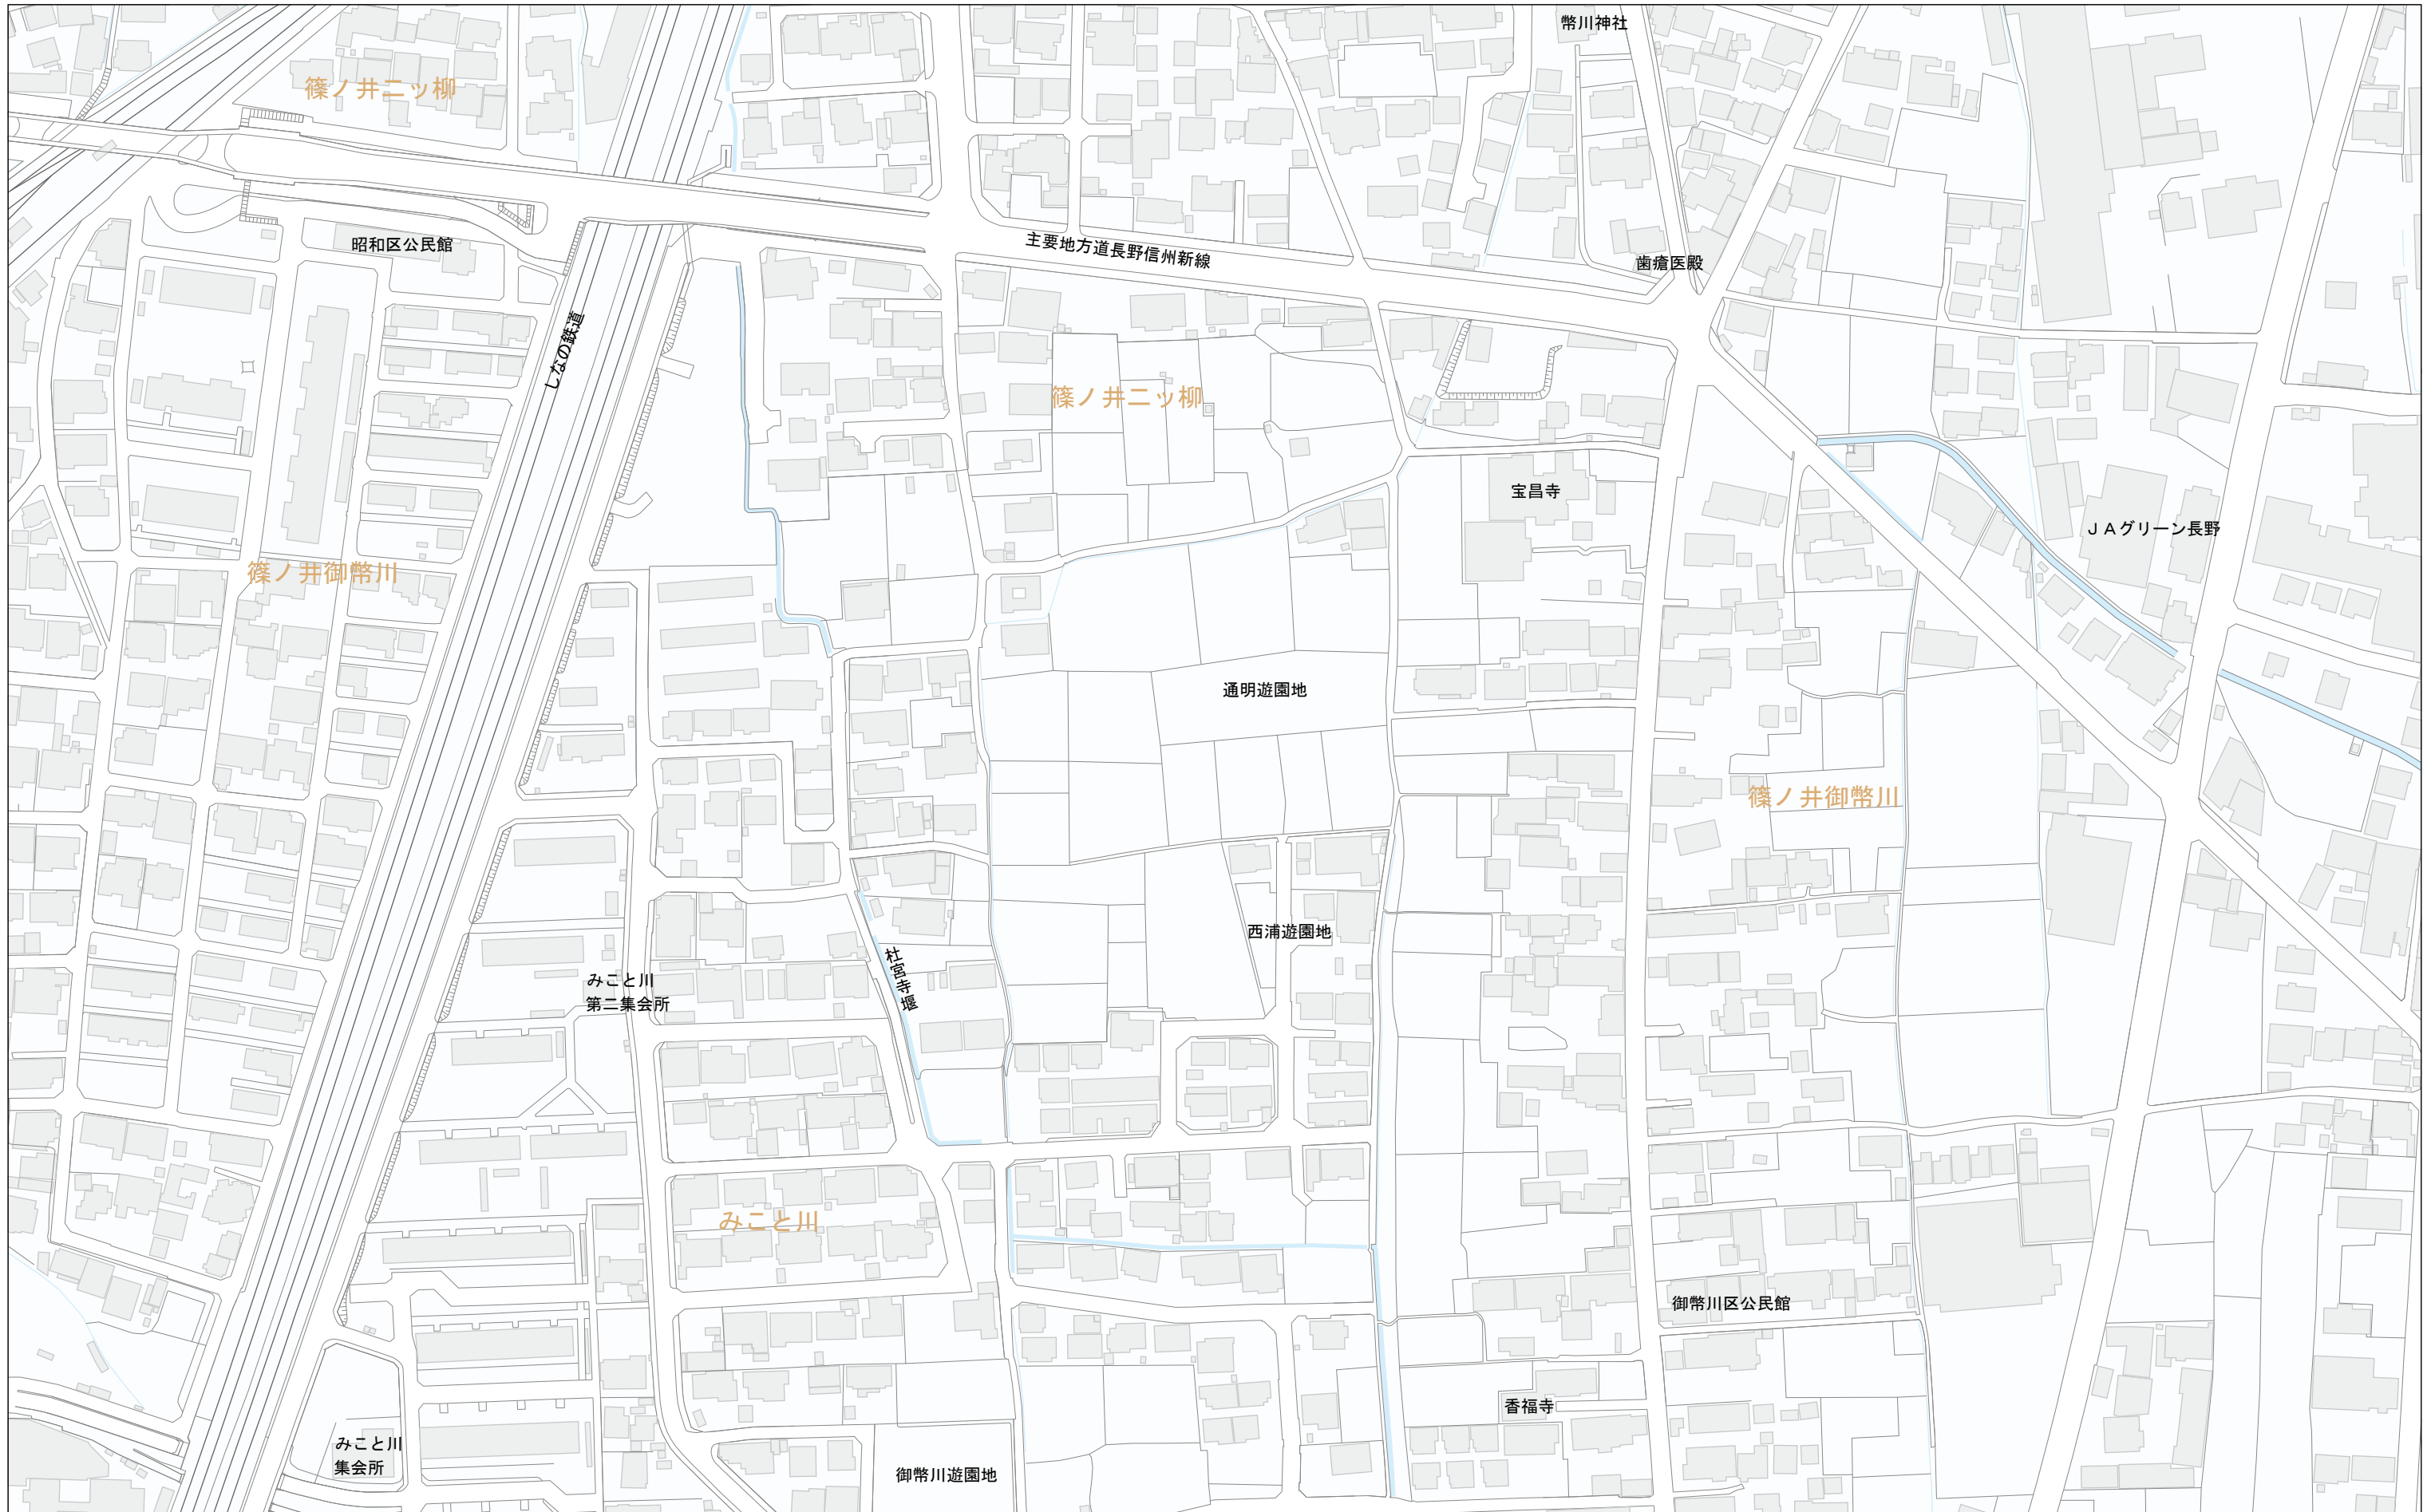 幣川神社
篠ノ井二ッ柳
昭和区公民館
主要地方道長野信州新線
歯瘡医殿
しなの鉄道
篠ノ井二ッ柳
宝昌寺
ＪＡグリーン長野
篠ノ井御幣川
通明遊園地
篠ノ井御幣川
西浦遊園地
杜宮寺堰
みこと川
第二集会所
みこと川
御幣川区公民館
香福寺
みこと川
集会所
御幣川遊園地